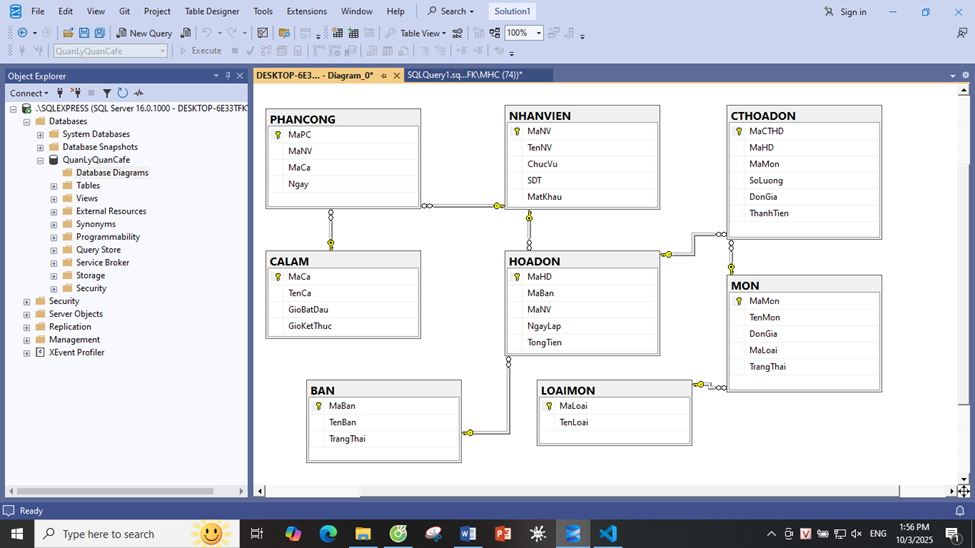 File Edit View Git Project Table Designer Tools Extensions Window Help Search Solution1 Sign in
New Query Table View 100%
QuanLyQuanCafe Execute
Object Explorer
DESKTOP-6E3... - Diagram_0* SQLQuery1.sq...FK\MHC (74))*
Connect
.\SQLEXPRESS (SQL Server 16.0.1000 - DESKTOP-6E33TFK
Databases
System Databases
Database Snapshots
QuanLyQuanCafe
Database Diagrams
Tables
Views
External Resources
Synonyms
Programmability
Query Store
Service Broker
Storage
Security
Security
Server Objects
Replication
Management
XEvent Profiler
PHANCONG
MaPC
MaNV
MaCa
Ngay
NHANVIEN
MaNV
TenNV
ChucVu
SDT
MatKhau
CTHOADON
MaCTHD
MaHD
MaMon
SoLuong
DonGia
ThanhTien
CALAM
MaCa
TenCa
GioBatDau
GioKetThuc
HOADON
MaHD
MaBan
MaNV
NgayLap
TongTien
MON
MaMon
TenMon
DonGia
MaLoai
TrangThai
BAN
MaBan
TenBan
TrangThai
LOAIMON
MaLoai
TenLoai
Ready
Type here to search
ENG
1:56 PM
10/3/2025
1